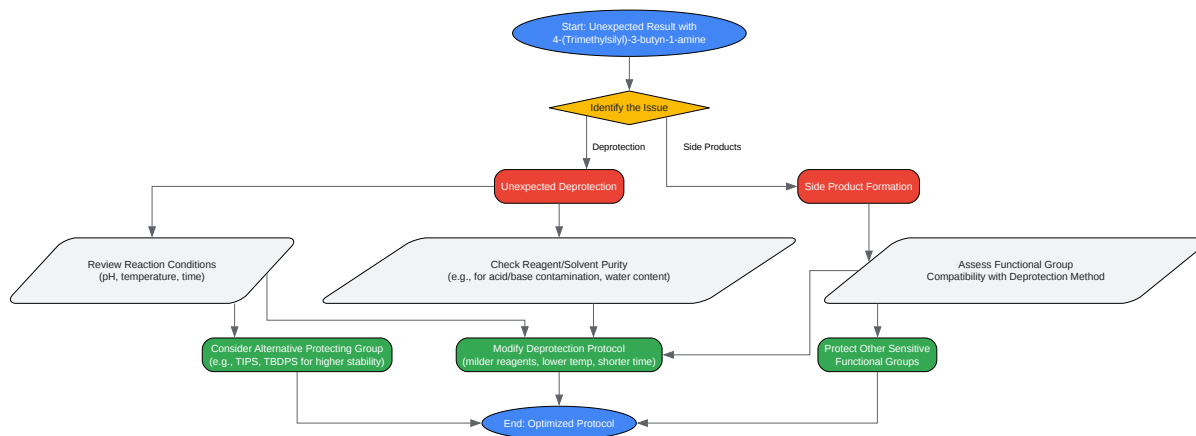 Start: Unexpected Result with
4-(Trimethylsilyl)-3-butyn-1-amine
Identify the Issue
Deprotection
Side Products
Unexpected Deprotection
Side Product Formation
Review Reaction Conditions
(pH, temperature, time)
Check Reagent/Solvent Purity
(e.g., for acid/base contamination, water content)
Assess Functional Group
Compatibility with Deprotection Method
Consider Alternative Protecting Group
(e.g., TIPS, TBDPS for higher stability)
Modify Deprotection Protocol
(milder reagents, lower temp, shorter time)
Protect Other Sensitive
Functional Groups
End: Optimized Protocol